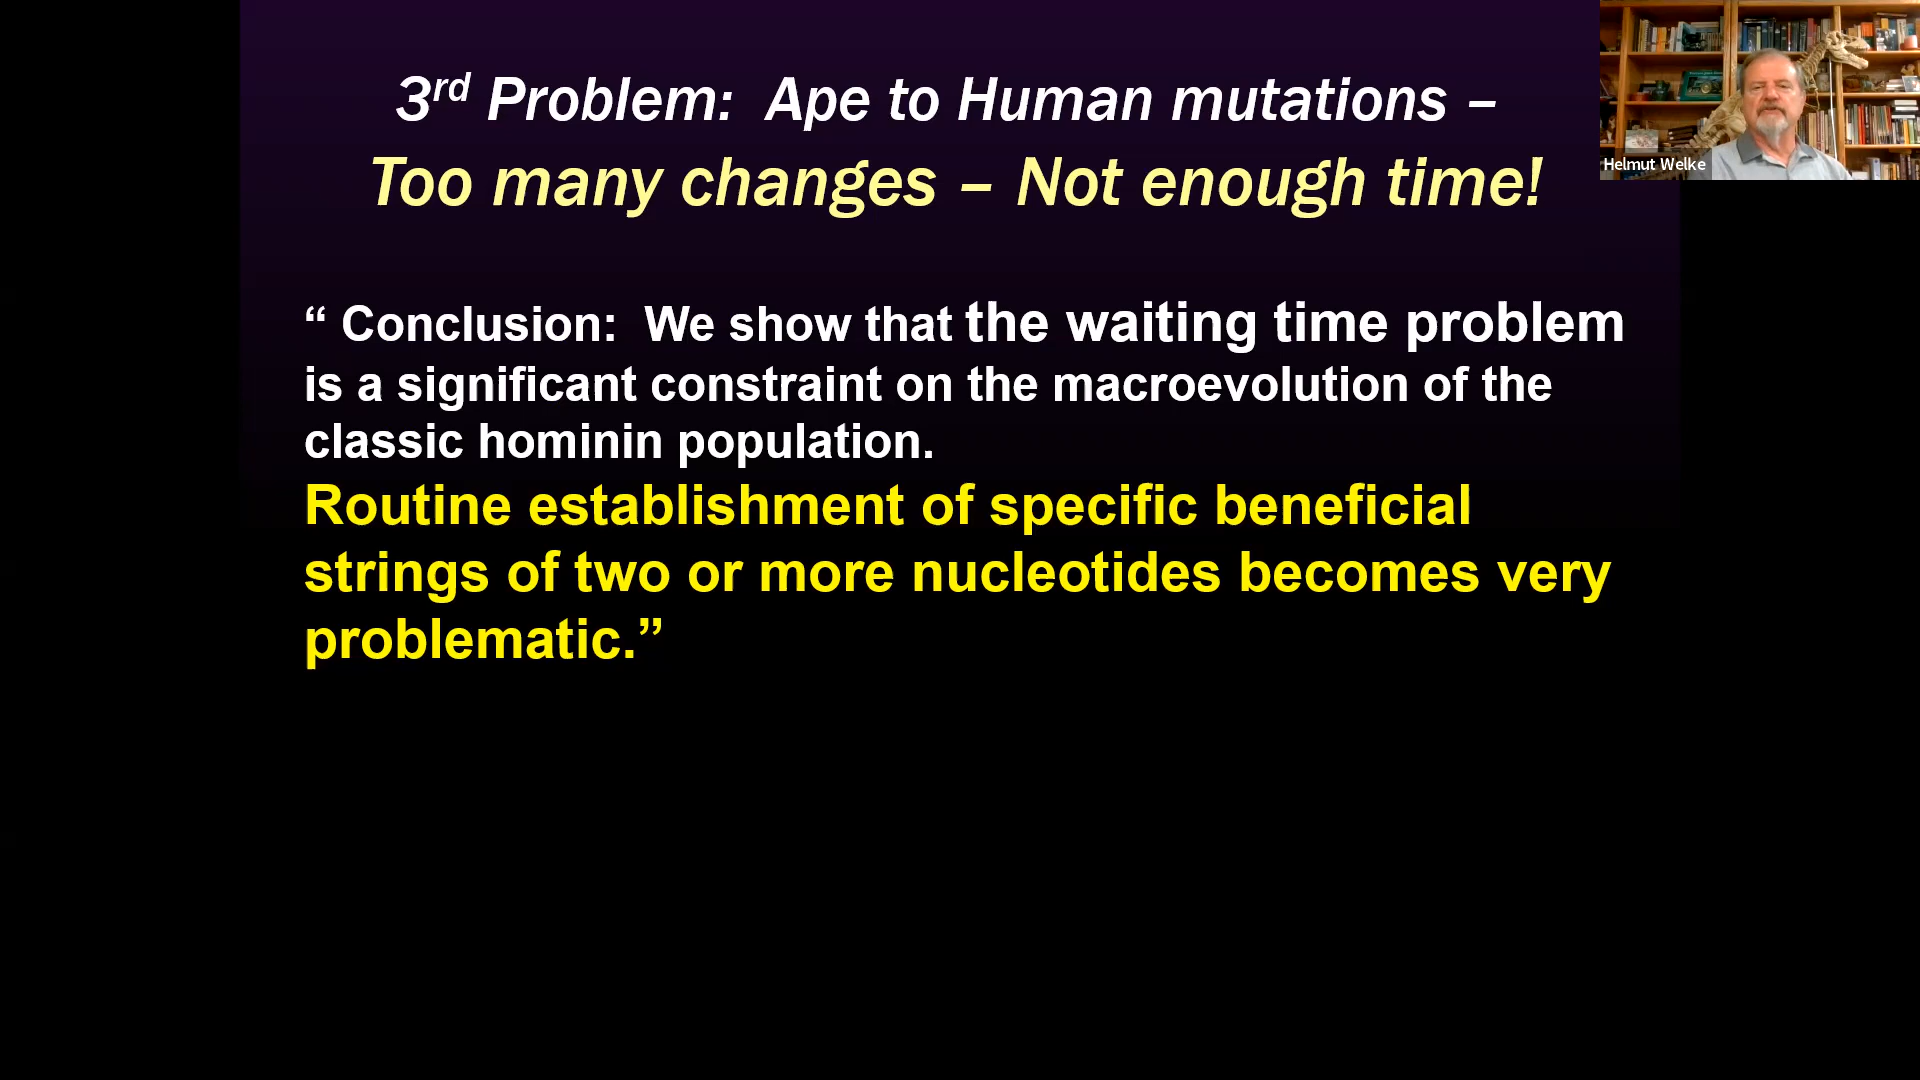 3rd Problem: Ape to Human mutations –
Too many changes – Not enough time!
Helmut Welke
“ Conclusion: We show that the waiting time problem
is a significant constraint on the macroevolution of the
classic hominin population.
Routine establishment of specific beneficial
strings of two or more nucleotides becomes very
problematic.”